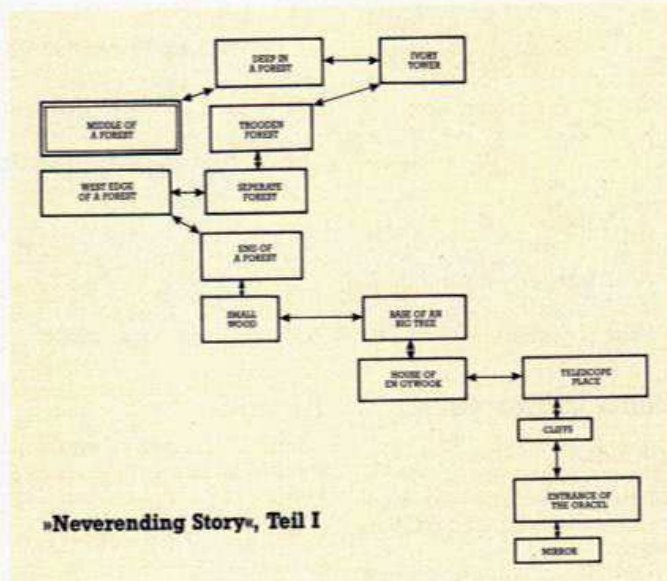 DEEP IN
A FOREST
IVORY
TOWER
MIDDLE OF
A FOREST
TROODEN
FOREST
WEST EDGE
OF A FOREST
SEPERATE
FOREST
END OF
A FOREST
SMALL
WOOD
BASE OF AN
BIG TREE
HOUSE OF
EN GYWOOK
TELESCOPE
PLACE
CLIFFS
ENTRANCE OF
THE ORACEL
MIRROR
»Neverending Story«, Teil I